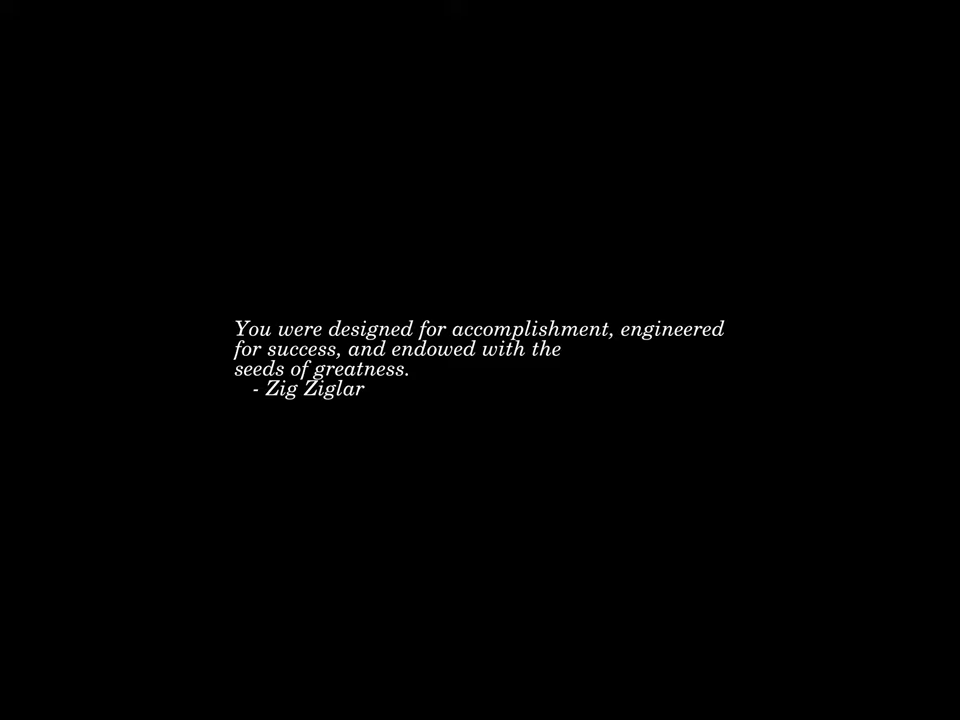 You were designed for accomplishment, engineered
for success, and endowed with the
seeds of greatness.
- Zig Ziglar